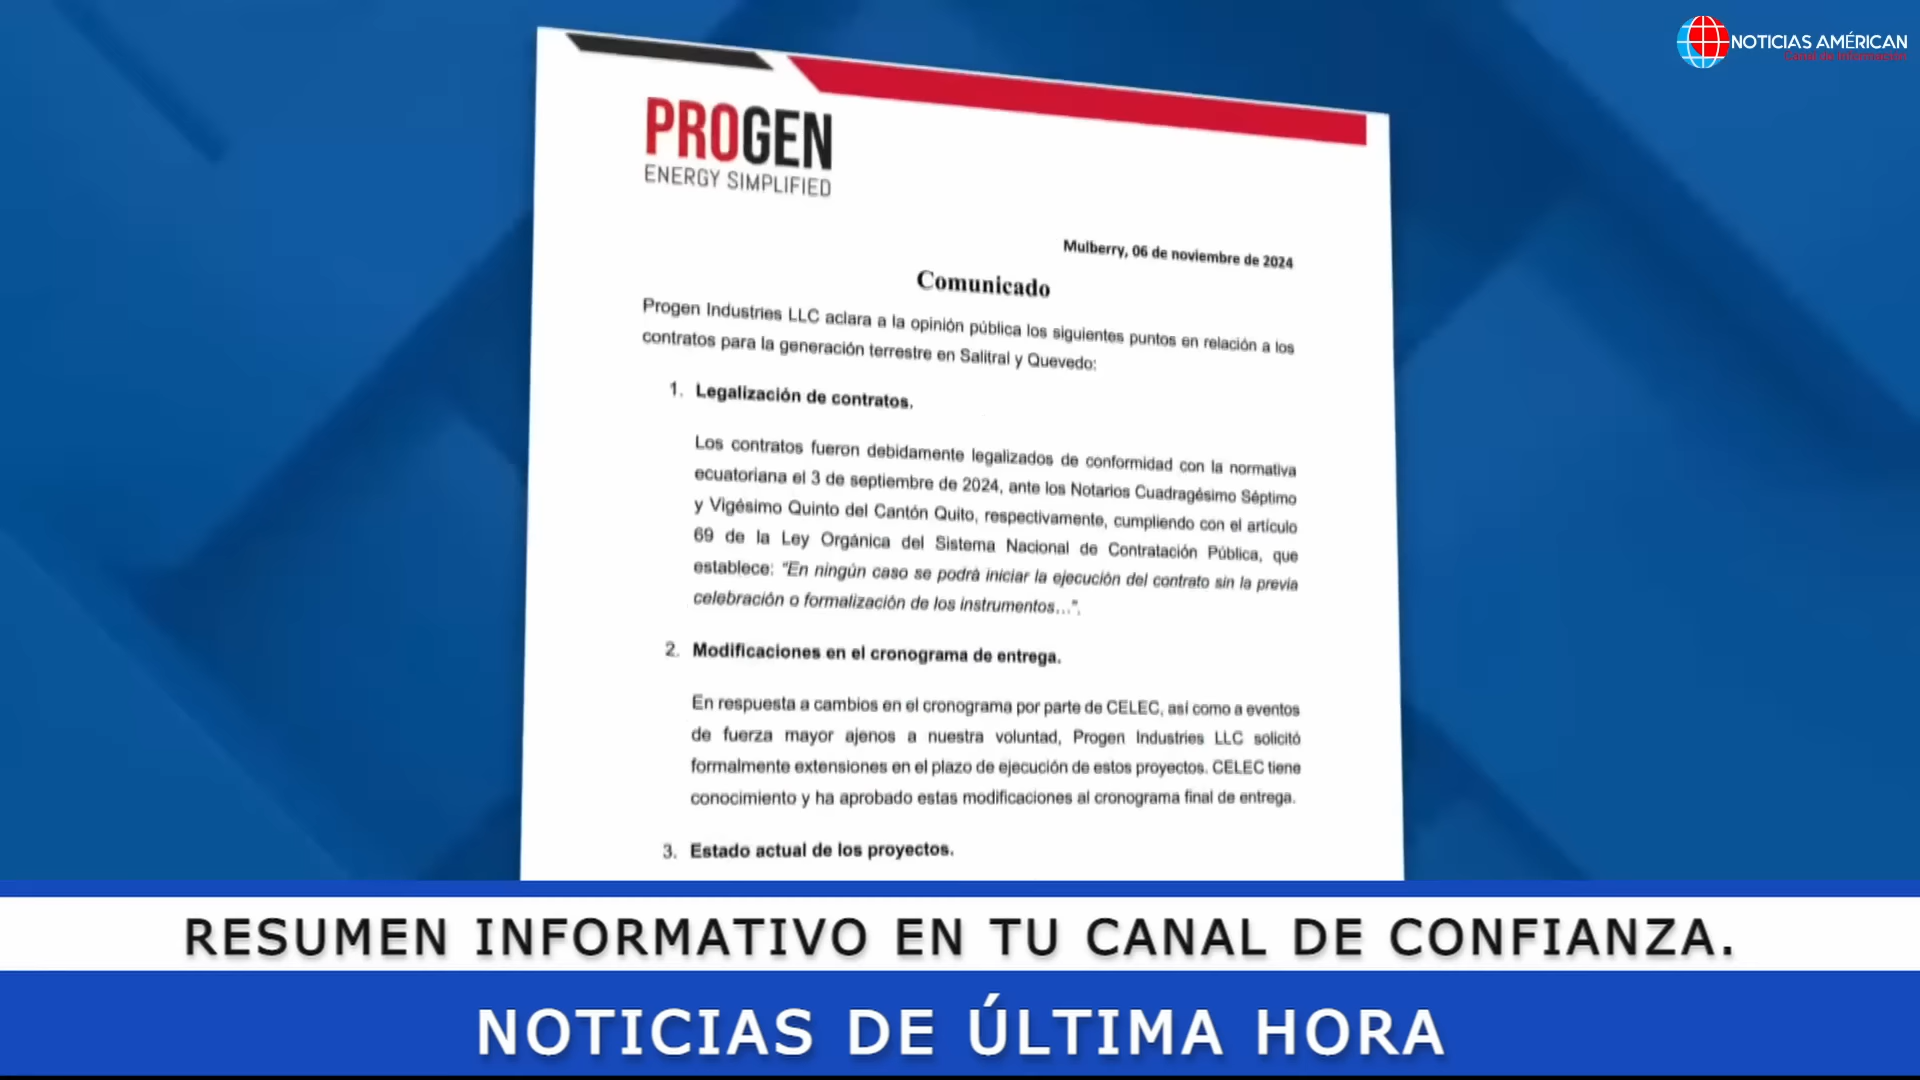 NOTICIAS AMÉRICAN
Canal de Información
PROGEN
ENERGY SIMPLIFIED
Mulberry, 06 de noviembre de 2024
Comunicado
Progen Industries LLC aclara a la opinión pública los siguientes puntos en relación a los
contratos para la generación terrestre en Salitral y Quevedo:
1. Legalización de contratos.
Los contratos fueron debidamente legalizados de conformidad con la normativa
ecuatoriana el 3 de septiembre de 2024, ante los Notarios Cuadragésimo Séptimo
y Vigésimo Quinto del Cantón Quito, respectivamente, cumpliendo con el artículo
69 de la Ley Orgánica del Sistema Nacional de Contratación Pública, que
establece: “En ningún caso se podrá iniciar la ejecución del contrato sin la previa
celebración o formalización de los instrumentos…”.
2. Modificaciones en el cronograma de entrega.
En respuesta a cambios en el cronograma por parte de CELEC, así como a eventos
de fuerza mayor ajenos a nuestra voluntad, Progen Industries LLC solicitó
formalmente extensiones en el plazo de ejecución de estos proyectos. CELEC tiene
conocimiento y ha aprobado estas modificaciones al cronograma final de entrega.
3. Estado actual de los proyectos.
RESUMEN INFORMATIVO EN TU CANAL DE CONFIANZA.
NOTICIAS DE ÚLTIMA HORA